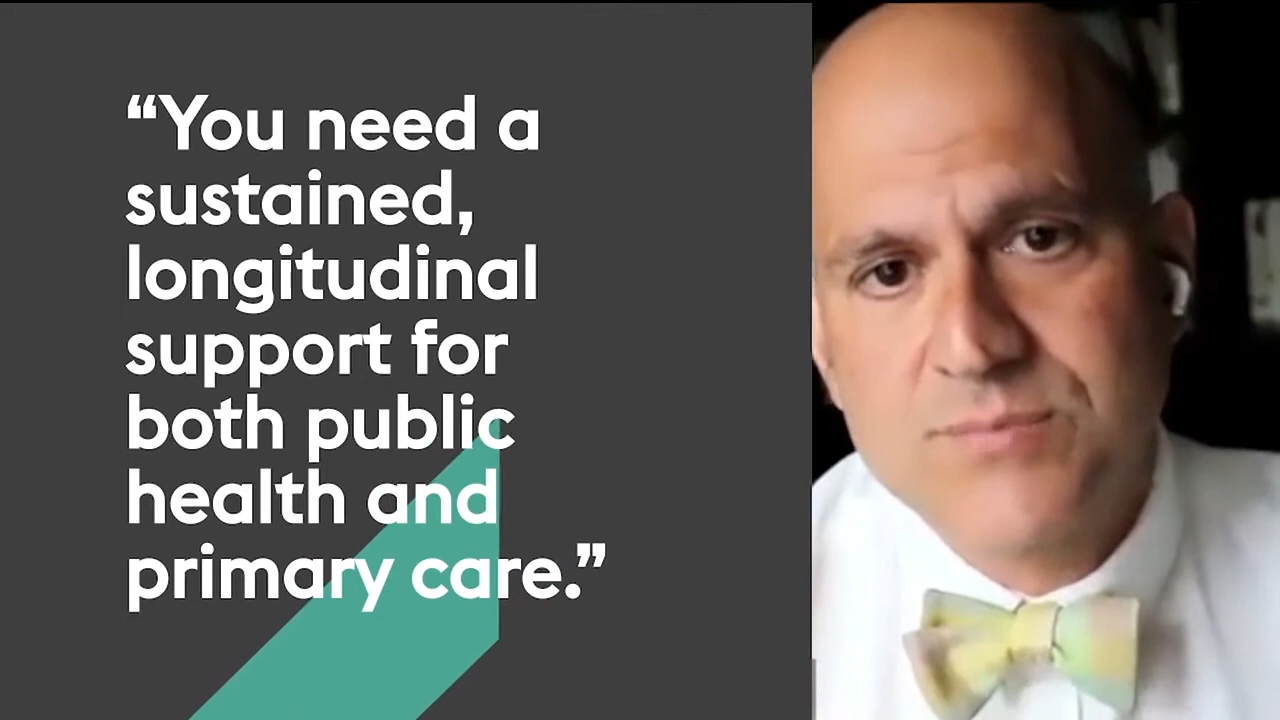 “You need a
sustained,
longitudinal
support for
both public
health and
primary care.”